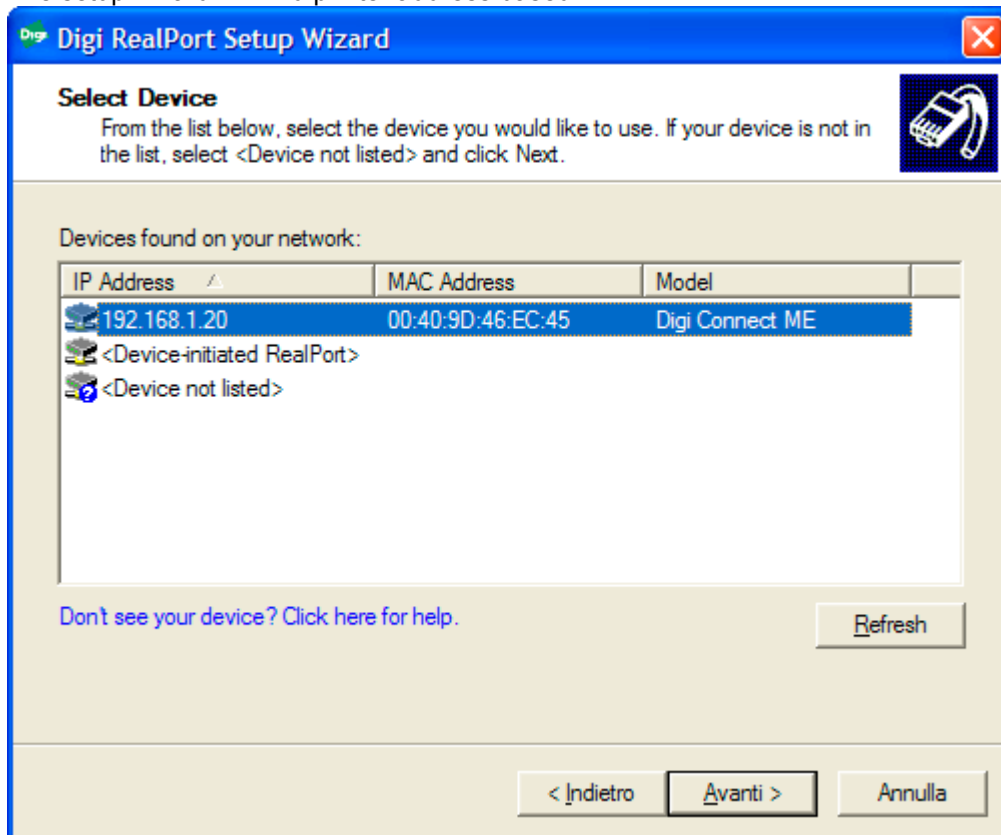 Digi Digi RealPort Setup Wizard
Select Device
From the list below, select the device you would like to use. If your device is not in
the list, select <Device not listed> and click Next.
Devices found on your network:
IP Address MAC Address Model
192.168.1.20 00:40:9D:46:EC:45 Digi Connect ME
<Device-initiated RealPort>
<Device not listed>
Don't see your device? Click here for help. Refresh
< Indietro Avanti > Annulla